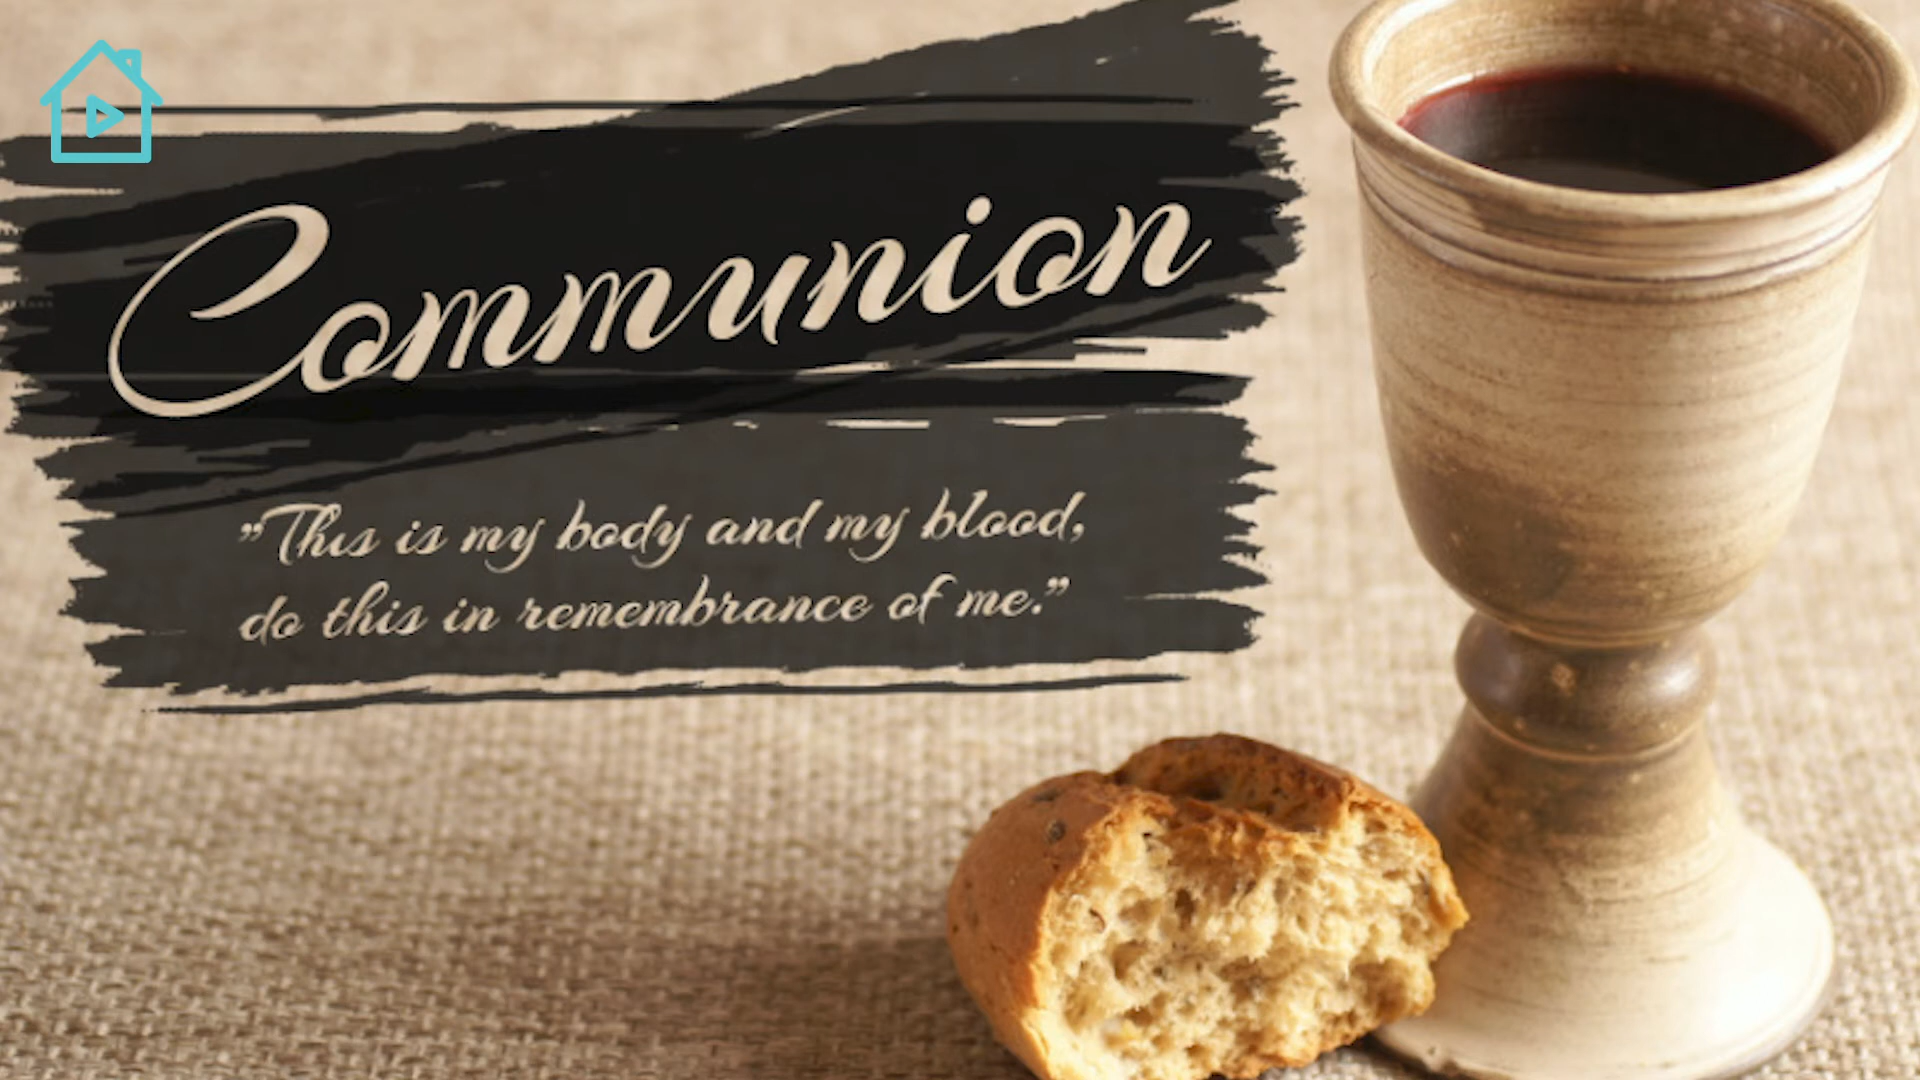 Communion
”This is my body and my blood,
do this in remembrance of me.”